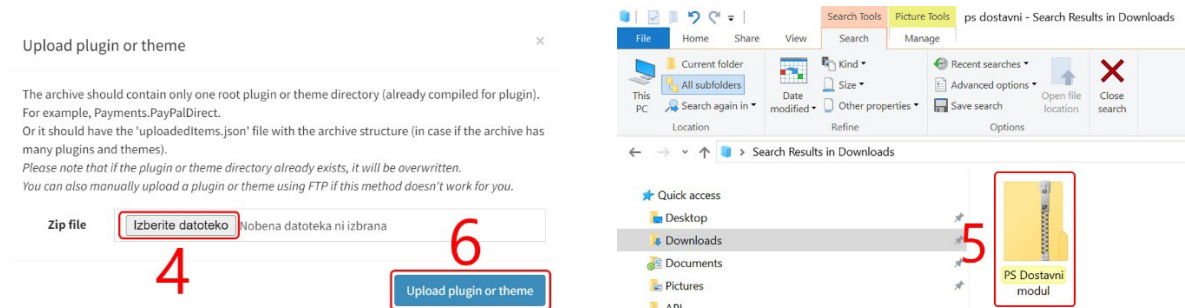 Upload plugin or theme
×
The archive should contain only one root plugin or theme directory (already compiled for plugin).
For example, Payments.PayPalDirect.
Or it should have the 'uploadedItems.json' file with the archive structure (in case if the archive has
many plugins and themes).
Please note that if the plugin or theme directory already exists, it will be overwritten.
You can also manually upload a plugin or theme using FTP if this method doesn't work for you.
Zip file
Izberite datoteko
Nobena datoteka ni izbrana
4
6
Upload plugin or theme
Search Tools
Picture Tools
ps dostavni - Search Results in Downloads
File
Home
Share
View
Search
Manage
This
PC
Current folder
All subfolders
Search again in
Location
Date
modified
Kind
Size
Other properties
Refine
Recent searches
Advanced options
Save search
Open file
location
Options
Close
search
Search Results in Downloads
Quick access
Desktop
Downloads
Documents
Pictures
5
PS Dostavni
modul